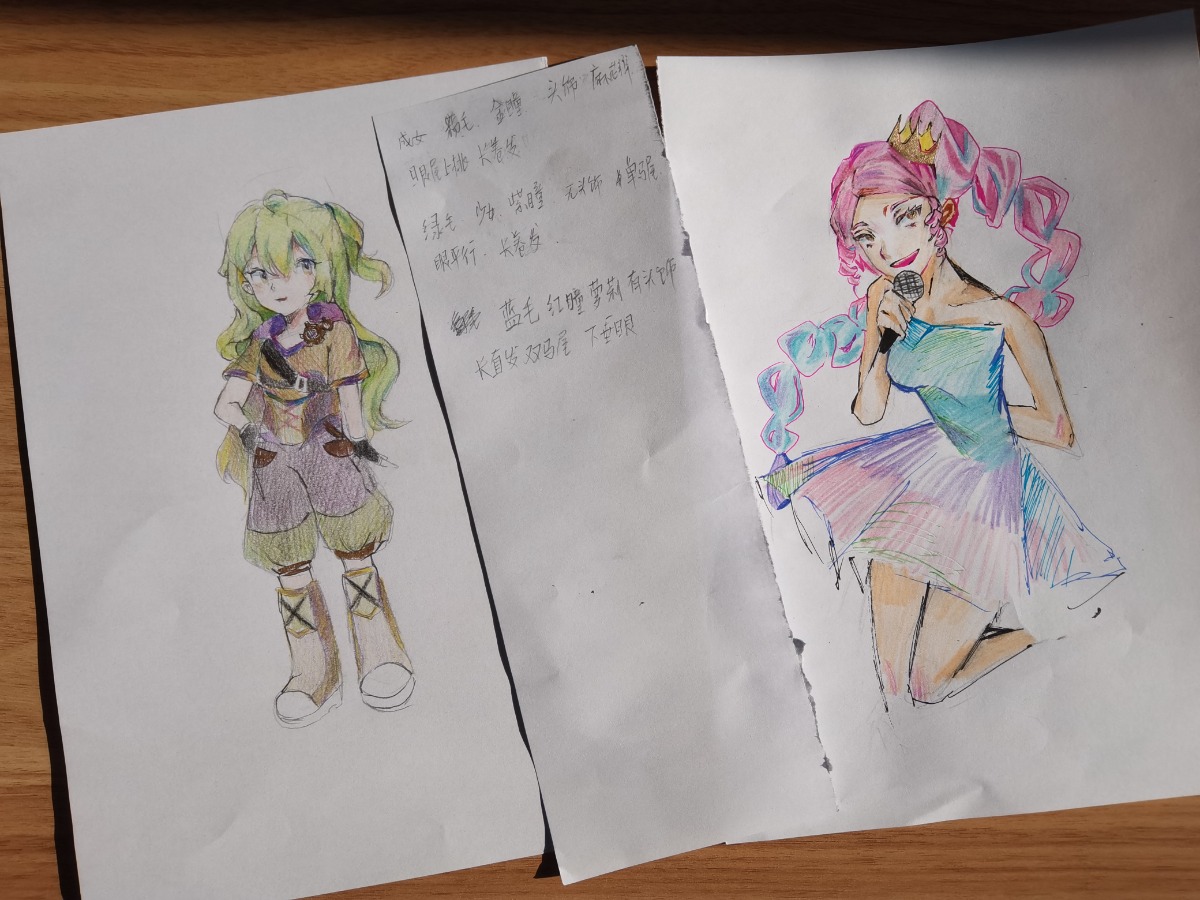 成女 粉毛、金瞳 头饰 麻花辫
眼尾上挑 长卷发
绿毛 少女 紫瞳 无头饰 单马尾
眼平行、长卷发.
蓝毛 红瞳 萝莉 有头饰
长直发 双马尾 下垂眼